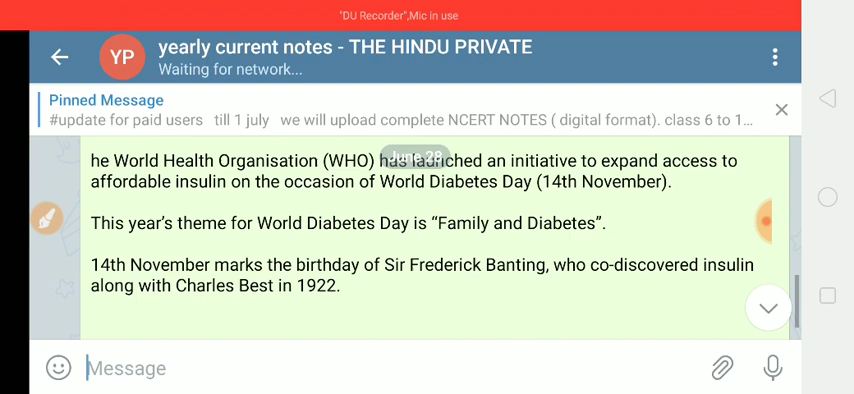 "DU Recorder",Mic in use
YP
yearly current notes - THE HINDU PRIVATE
Waiting for network...
Pinned Message
#update for paid users till 1 july we will upload complete NCERT NOTES ( digital format). class 6 to 1...
June 28
he World Health Organisation (WHO) has launched an initiative to expand access to
affordable insulin on the occasion of World Diabetes Day (14th November).
This year’s theme for World Diabetes Day is “Family and Diabetes”.
14th November marks the birthday of Sir Frederick Banting, who co-discovered insulin
along with Charles Best in 1922.
Message